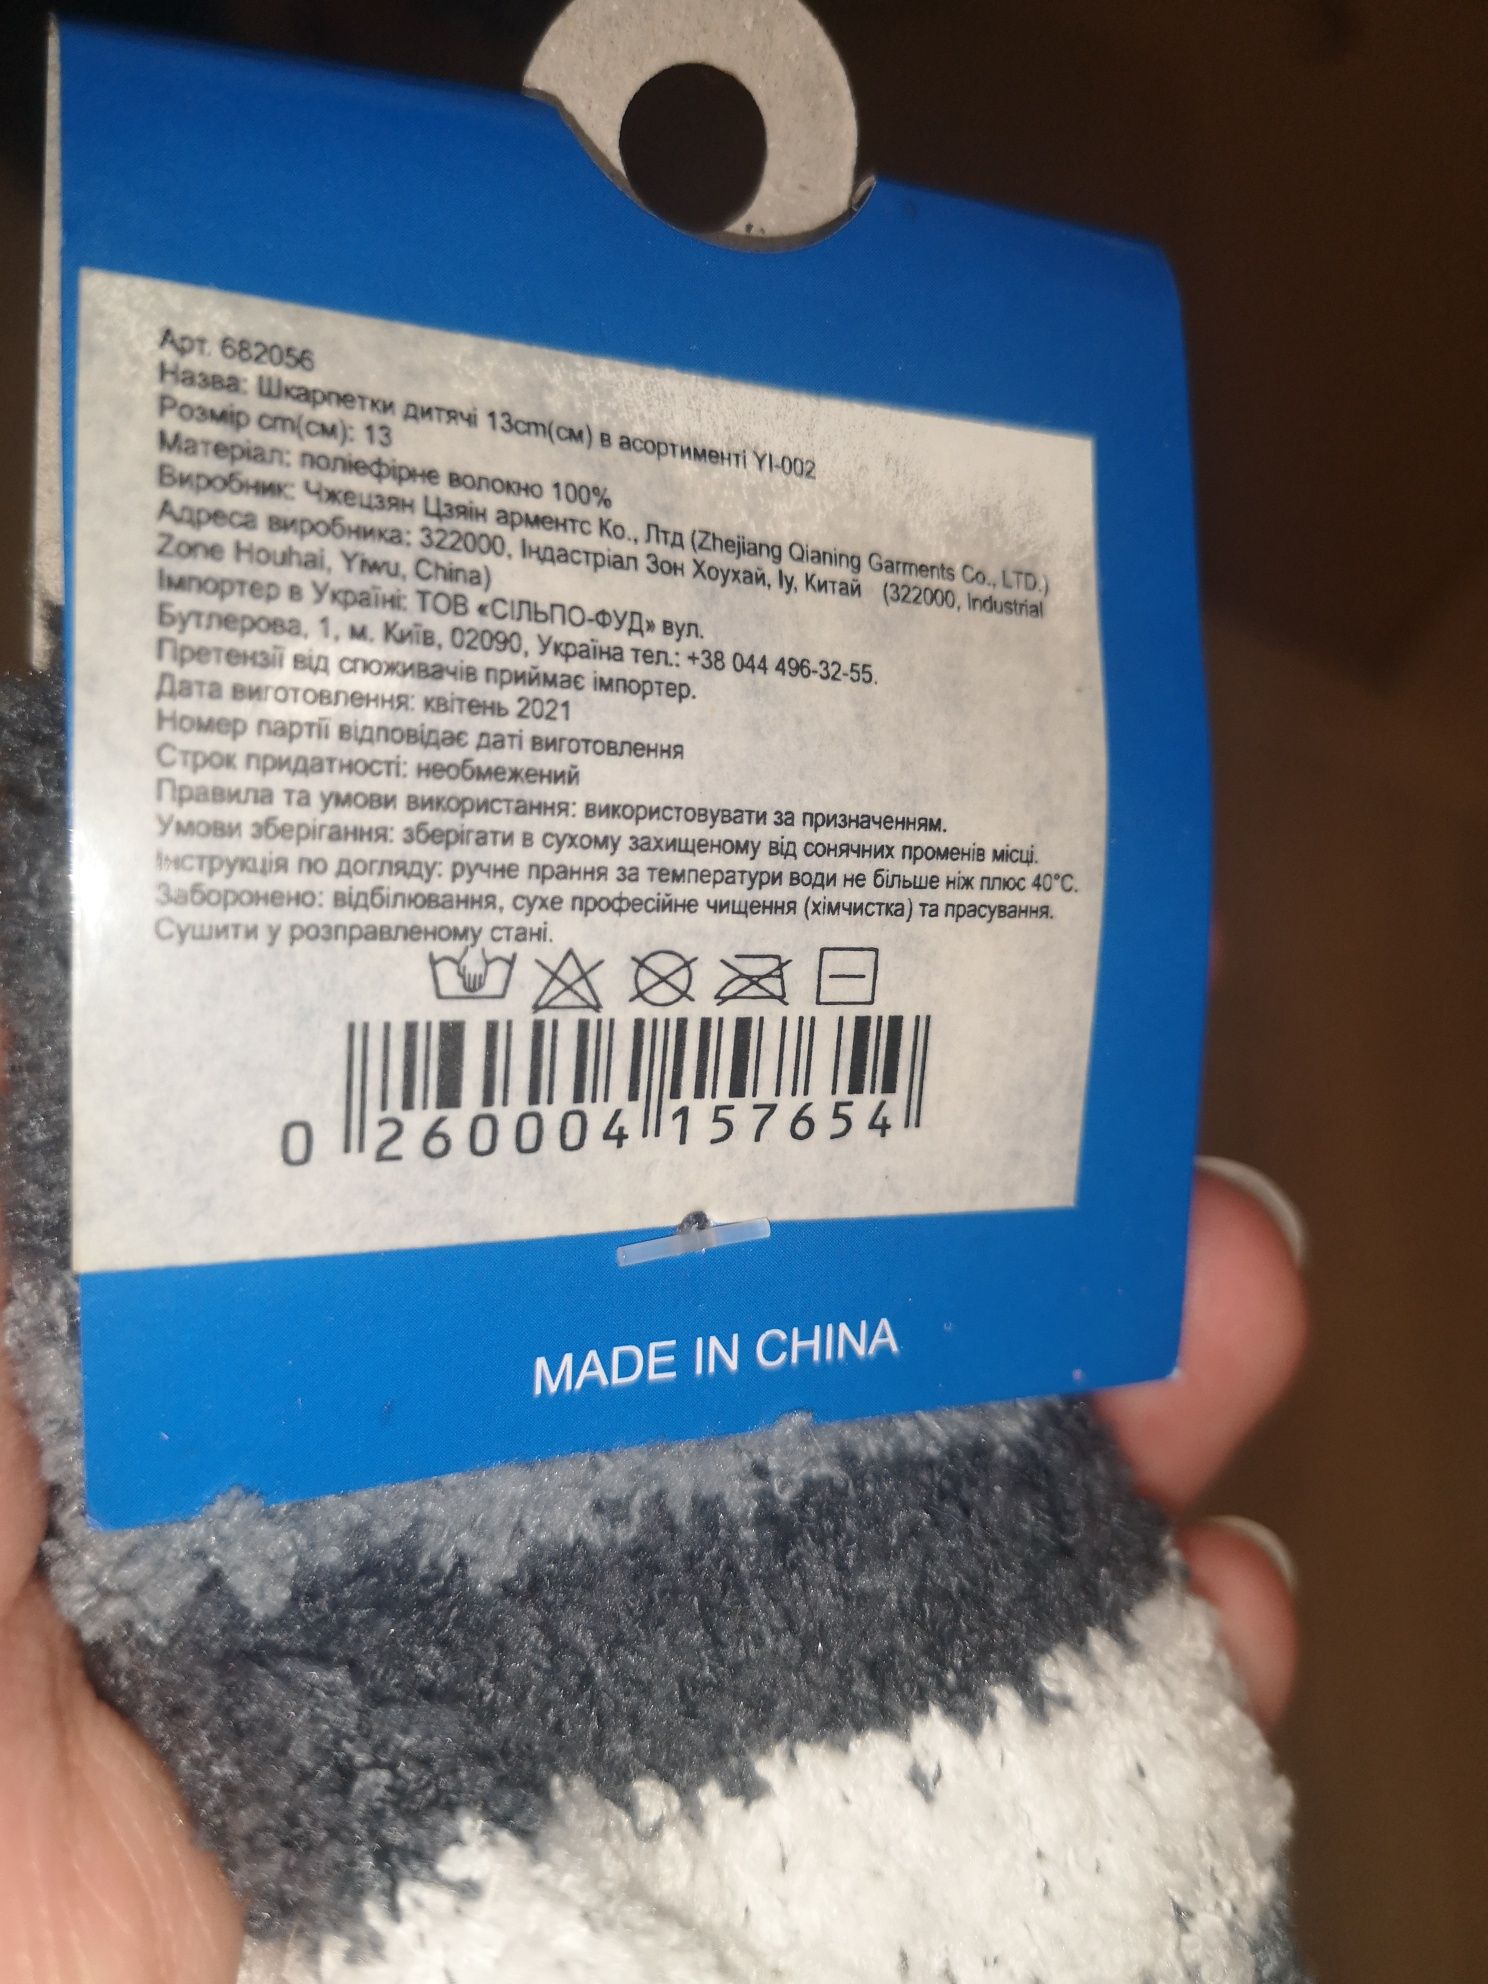 Арт. 682056
Назва: Шкарпетки дитячі 13cm(см) в асортименті YI-002
Розмір cm(см): 13
Матеріал: поліефірне волокно 100%
Виробник: Чжецзян Цзяін арментс Ко., Лтд (Zhejiang Qianing Garments Co., LTD.)
Адреса виробника: 322000, Індастріал Зон Хоухай, Іу, Китай (322000, Industrial
Zone Houhai, Yiwu, China)
Імпортер в Україні: ТОВ «СІЛЬПО-ФУД» вул.
Бутлерова, 1, м. Київ, 02090, Україна тел.: +38 044 496-32-55.
Претензії від споживачів приймає імпортер.
Дата виготовлення: квітень 2021
Номер партії відповідає даті виготовлення
Строк придатності: необмежений
Правила та умови використання: використовувати за призначенням.
Умови зберігання: зберігати в сухому захищеному від сонячних променів місці.
Інструкція по догляду: ручне прання за температури води не більше ніж плюс 40°C.
Заборонено: відбілювання, сухе професійне чищення (хімчистка) та прасування.
Сушити у розправленому стані.
0 260004 157654
MADE IN CHINA